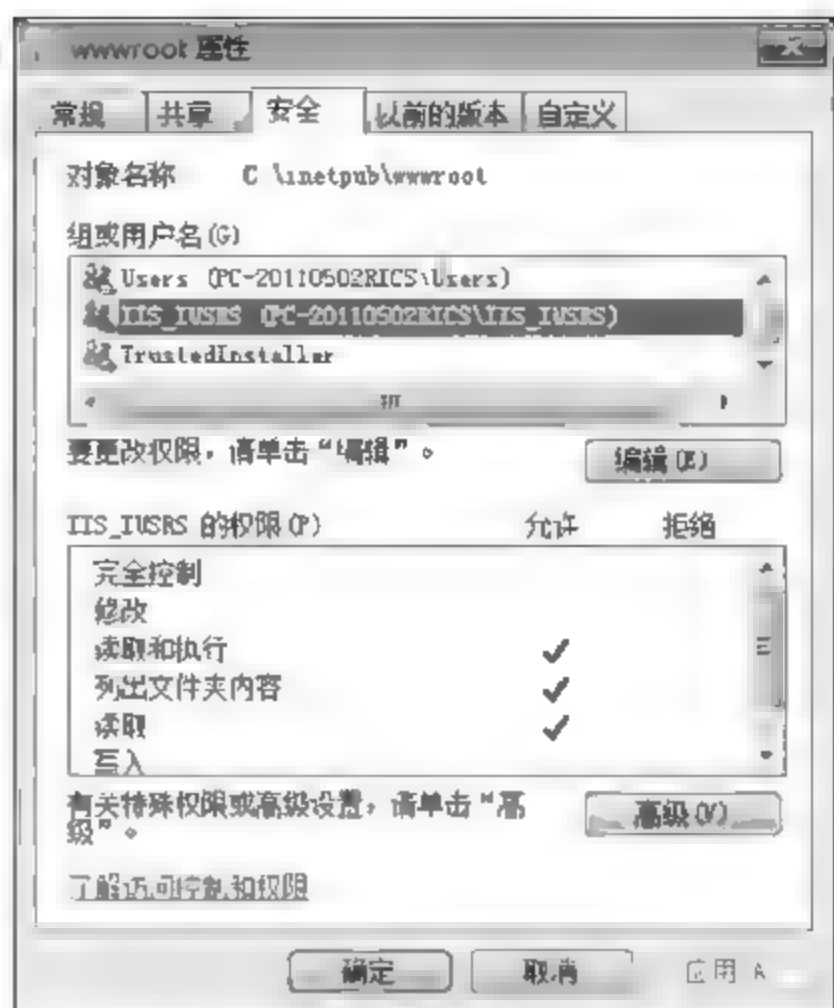 wwwroot 属性
常规 共享 安全 以前的版本 自定义
对象名称 C \inetpub\wwwroot
组或用户名(G)
Users (PC-20110502RICS\Users)
IIS_IUSRS (PC-20110502RICS\IIS_IUSRS)
TrustedInstaller
要更改权限，请单击“编辑”。 编辑(E)
IIS_IUSRS 的权限(P) 允许 拒绝
完全控制
修改
读取和执行
列出文件夹内容
读取
写入
有关特殊权限或高级设置，请单击“高 高级(V)
级”。
了解访问控制和权限
确定 取消 应用 A